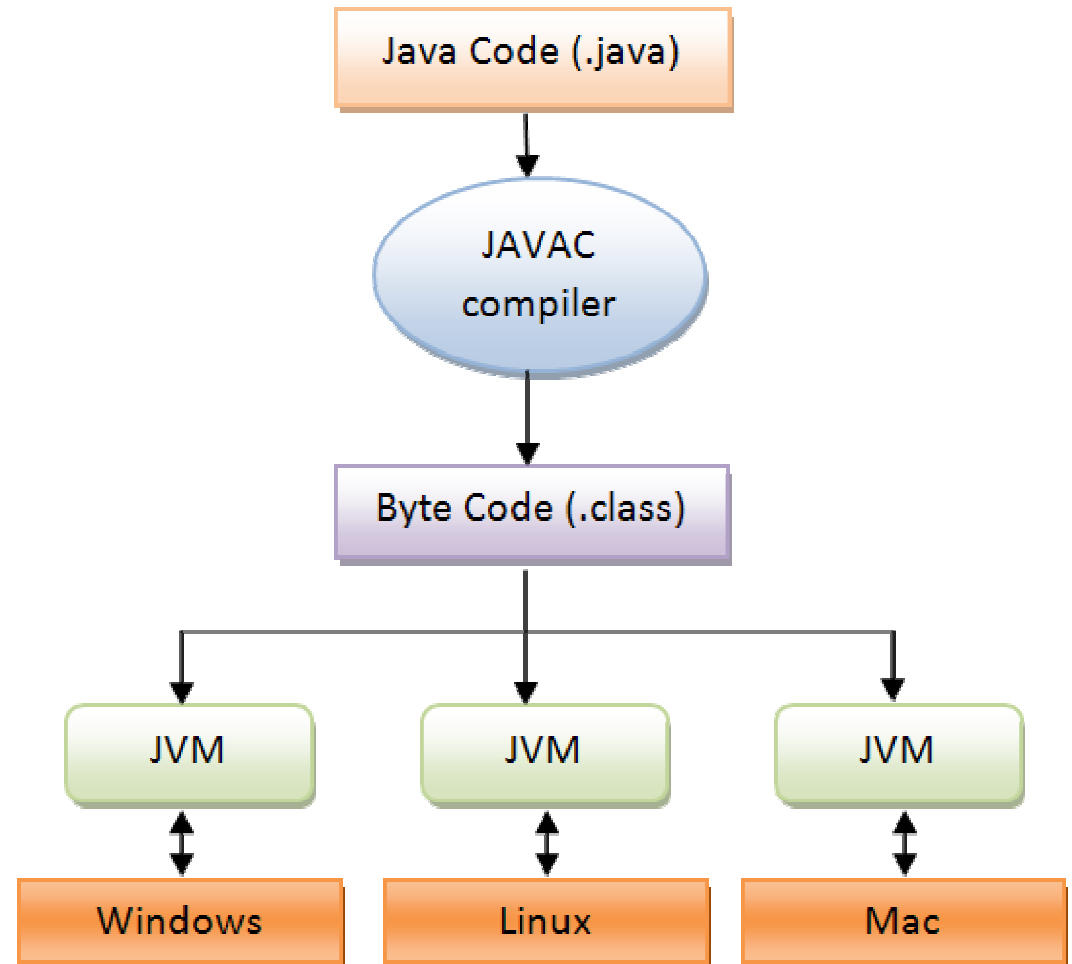 Java Code (.java)
JAVAC
compiler
Byte Code (.class)
JVM
JVM
JVM
Windows
Linux
Mac